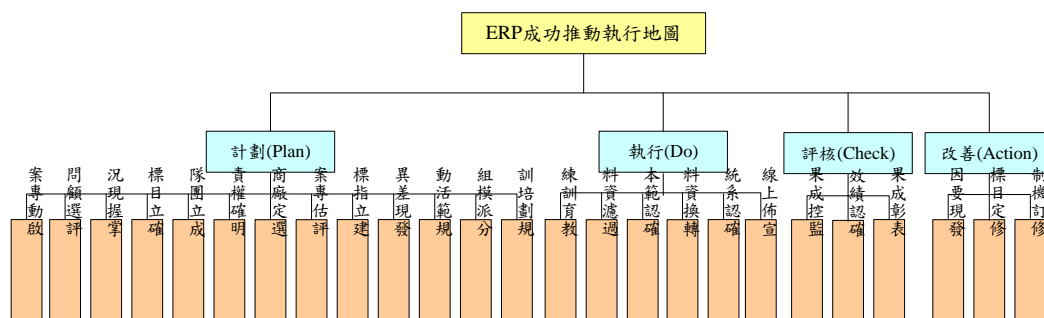 ERP成功推動執行地圖
計劃(Plan)
執行(Do)
評核(Check)
改善(Action)
啟動專案
評選顧問
掌握現況
確立目標
成立團隊
明確權責
選定廠商
評估專案
建立指標
發現差異
規範活動
分派模組
規劃培訓
教育訓練
過濾資料
確認範本
轉換資料
確認系統
宣佈上線
監控成果
確認績效
表彰成果
發現要因
修定目標
修訂機制